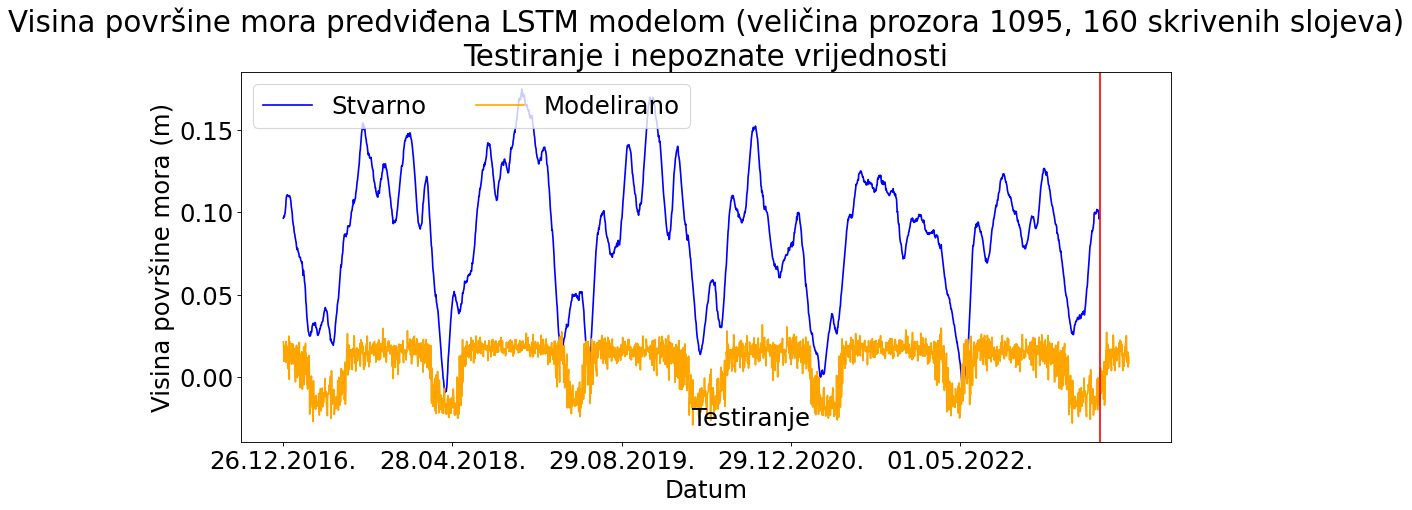 Visina površine mora predviđena LSTM modelom (veličina prozora 1095, 160 skrivenih slojeva)
Testiranje i nepoznate vrijednosti
Stvarno Modelirano
Visina površine mora (m)
0.15
0.10
0.05
0.00
Testiranje
26.12.2016. 28.04.2018. 29.08.2019. 29.12.2020. 01.05.2022.
Datum